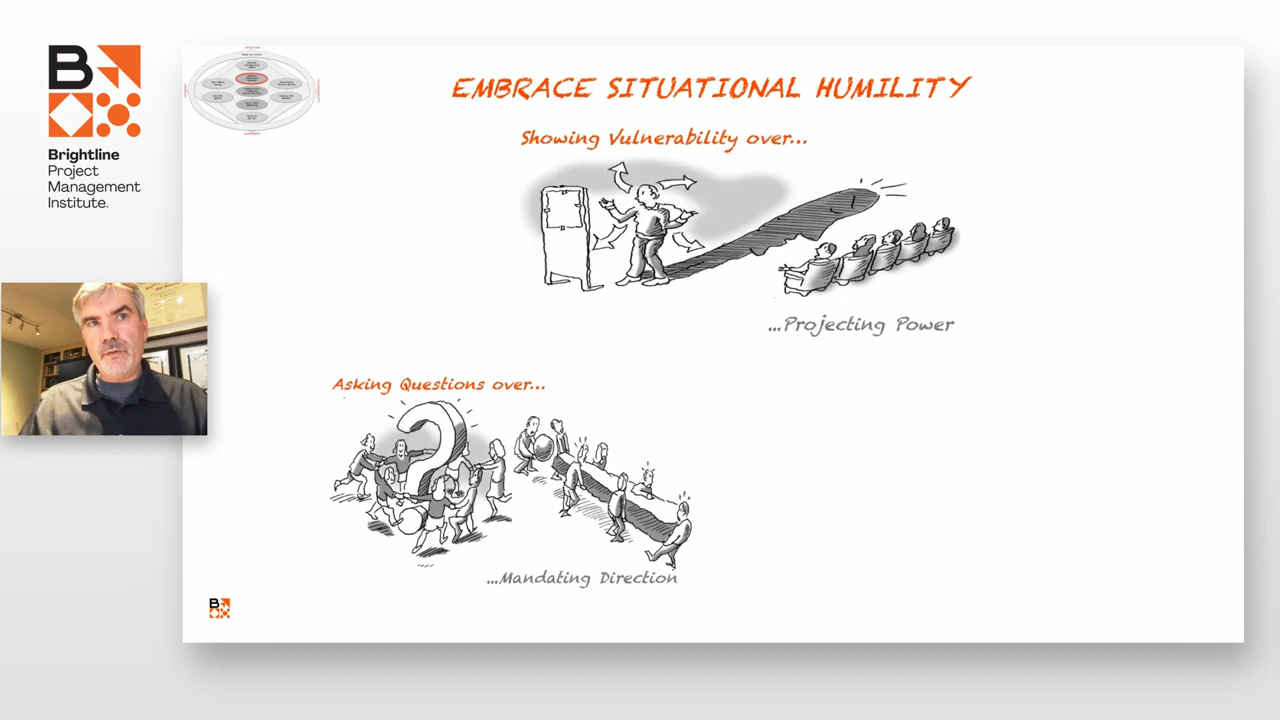 B
Brightline
Project
Management
Institute.
EMBRACE SITUATIONAL HUMILITY
Showing Vulnerability over...
...Projecting Power
Asking Questions over...
...Mandating Direction
B